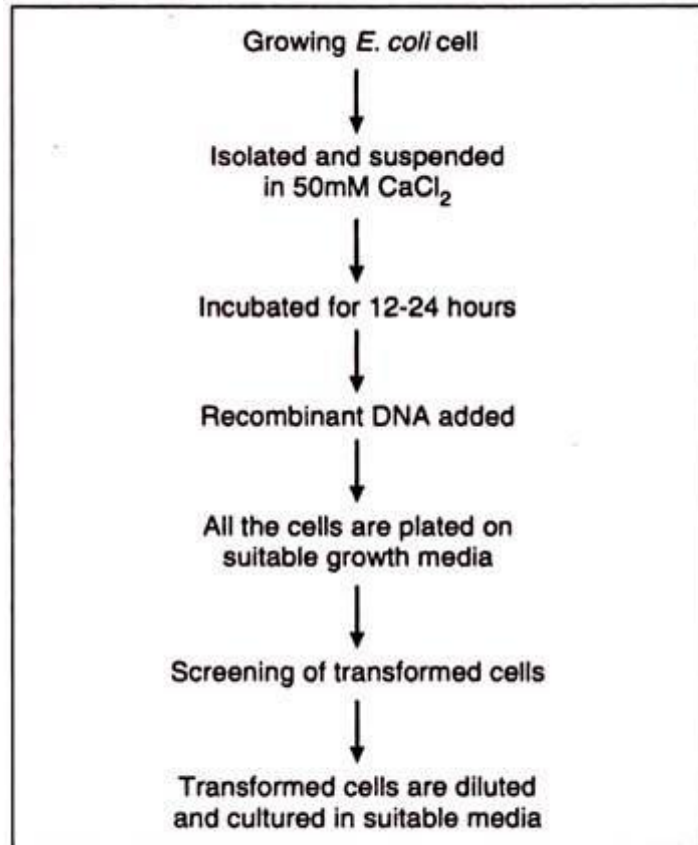 Growing E. coli cell
Isolated and suspended
in 50mM CaCl₂
Incubated for 12-24 hours
Recombinant DNA added
All the cells are plated on
suitable growth media
Screening of transformed cells
Transformed cells are diluted
and cultured in suitable media